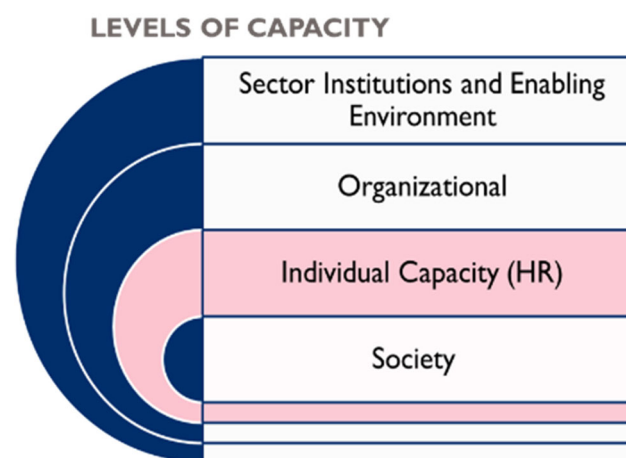 LEVELS OF CAPACITY
Sector Institutions and Enabling
Environment
Organizational
Individual Capacity (HR)
Society